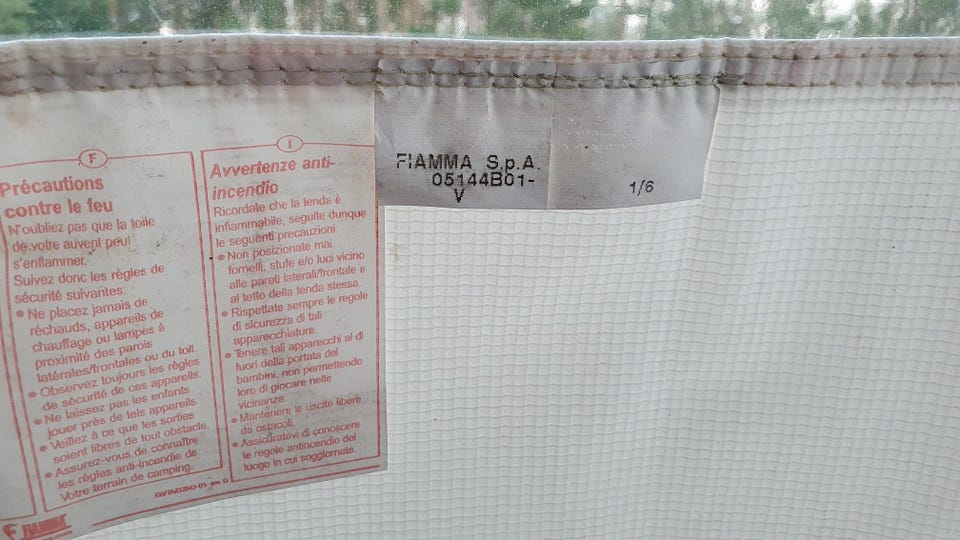 F
Précautions
contre le feu
N'oubliez pas que la toile
de votre auvent peut
s'enflammer.
Suivez donc les règles de
sécurité suivantes:
● Ne placez jamais de
réchauds, appareils de
chauffage ou lampes à
proximité des parois
latérales/frontales ou du toit.
● Observez toujours les règles
de sécurité de ces appareils.
● Ne laissez pas les enfants
jouer près de tels appareils.
● Veillez à ce que les sorties
soient libres de tout obstacle.
● Assurez-vous de connaître
les règles anti-incendie de
Votre terrain de camping.
I
Avvertenze anti-
incendio
Ricordate che la tenda è
infiammabile, seguite dunque
le seguenti precauzioni:
● Non posizionate mai
fornelli, stufe e/o luci vicino
alle pareti laterali/frontale e
al tetto della tenda stessa.
● Rispettate sempre le regole
di sicurezza di tali
apparecchiature.
● Tenere tali apparecchi al di
fuori della portata dei
bambini, non permettendo
loro di giocare nelle
vicinanze.
● Mantenere le uscite libere
da ostacoli.
● Assicuratevi di conoscere
le regole antincendio del
luogo in cui soggiornate.
FIAMMA
FIAMMA S.p.A.
05144B01-
V
1/6